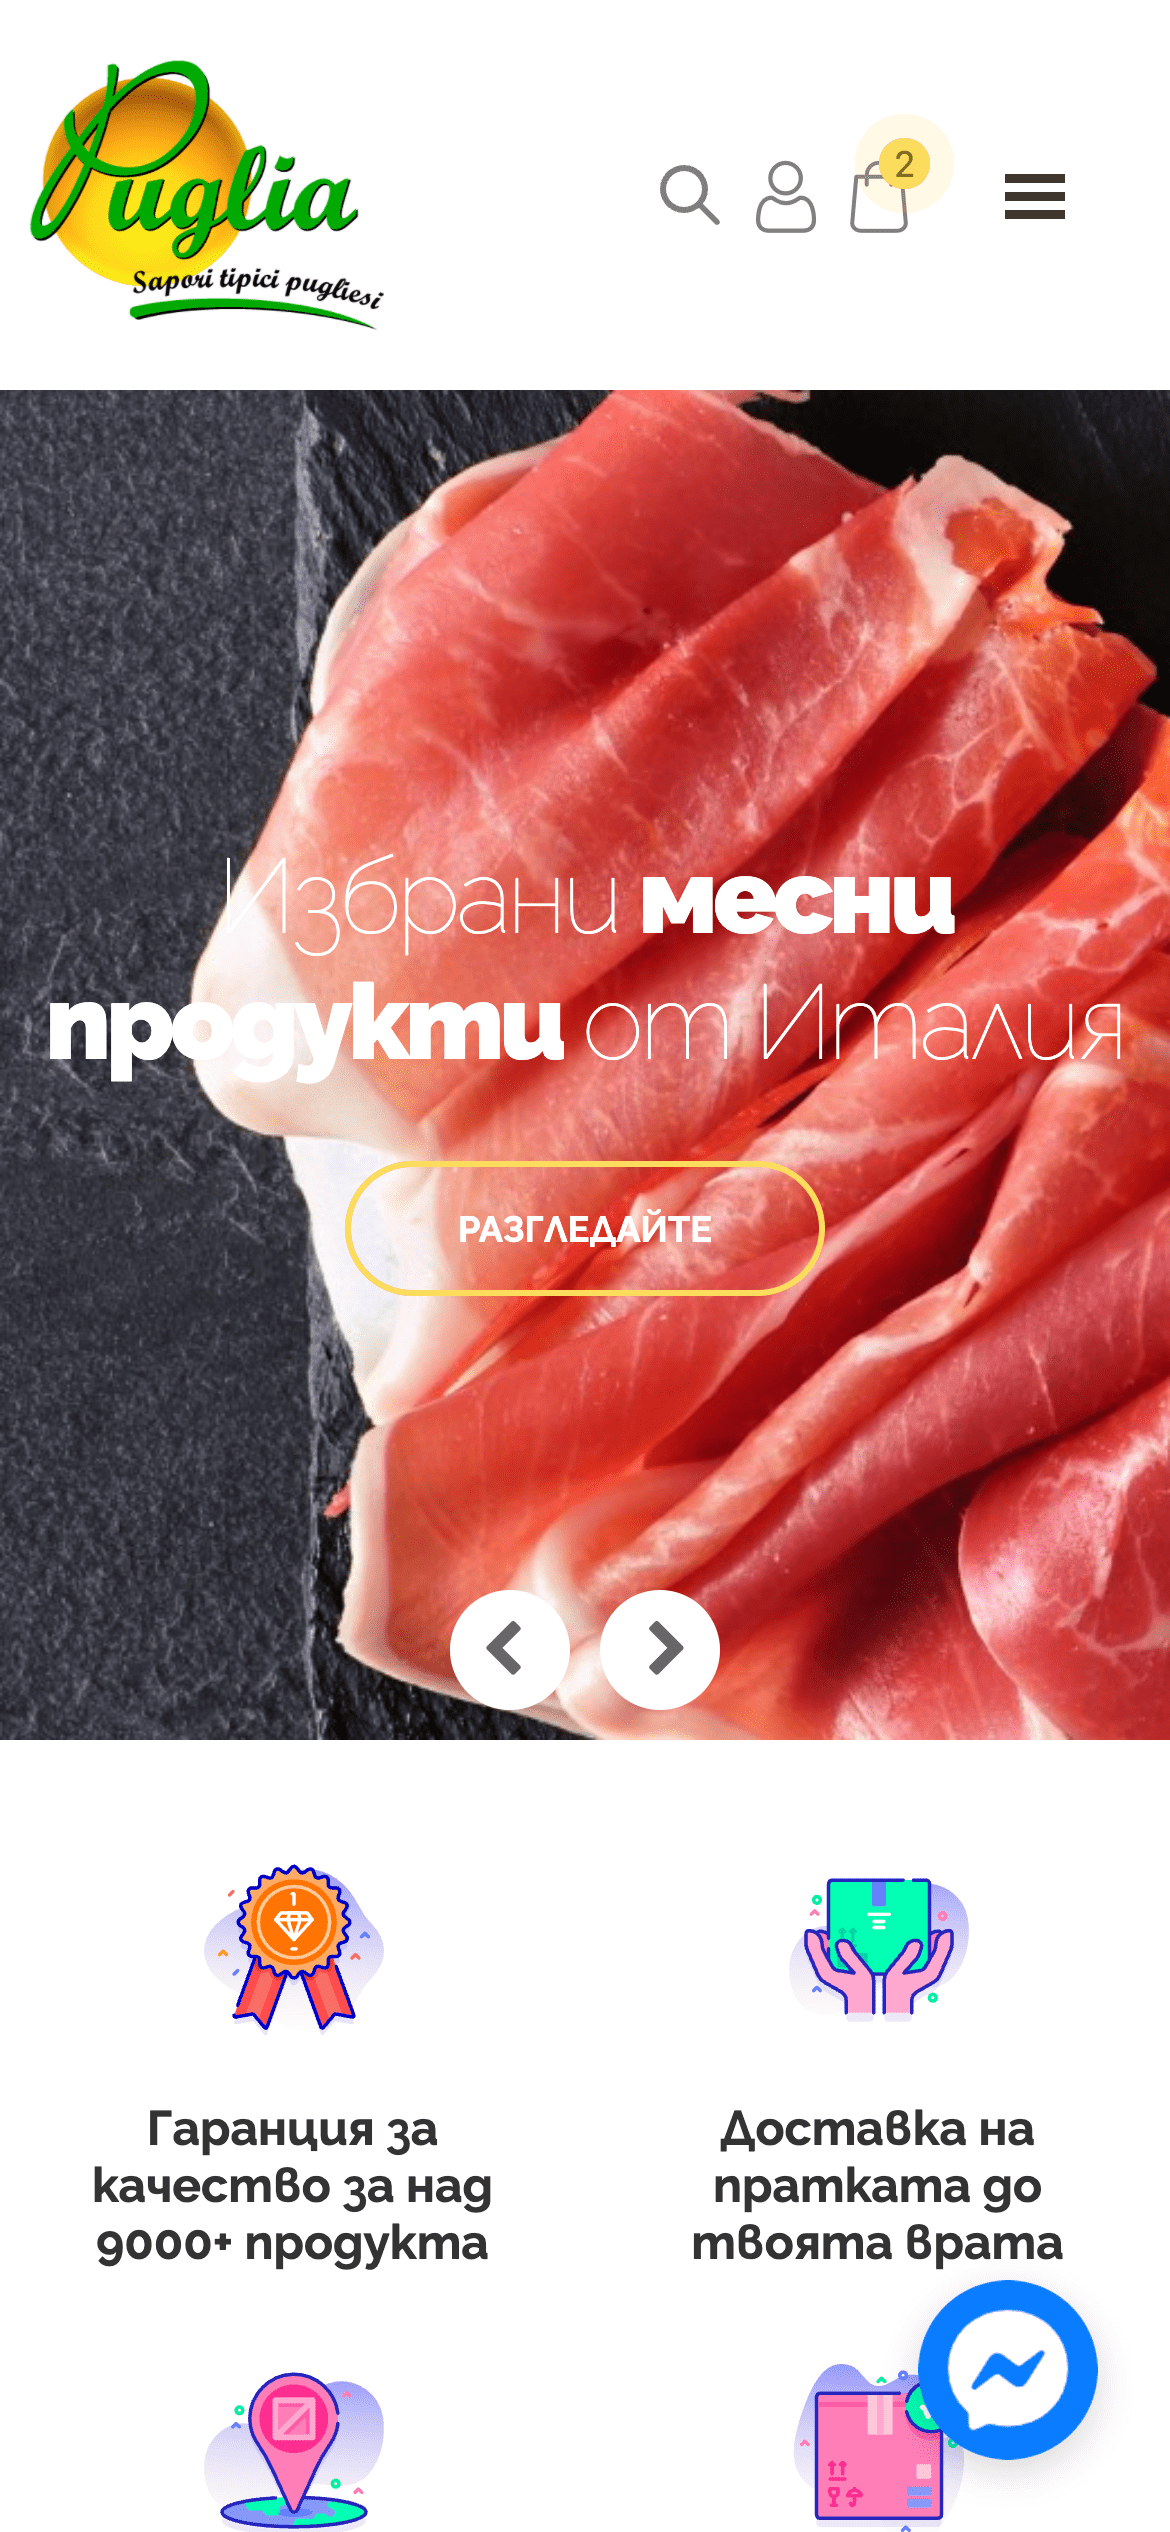 Puglia
Sapori tipici pugliesi
2
Избрани месни
продукти от Италия
РАЗГЛЕДАЙТЕ
1
Гаранция за
качество за над
9000+ продукта
Доставка на
пратката до
твоята врата